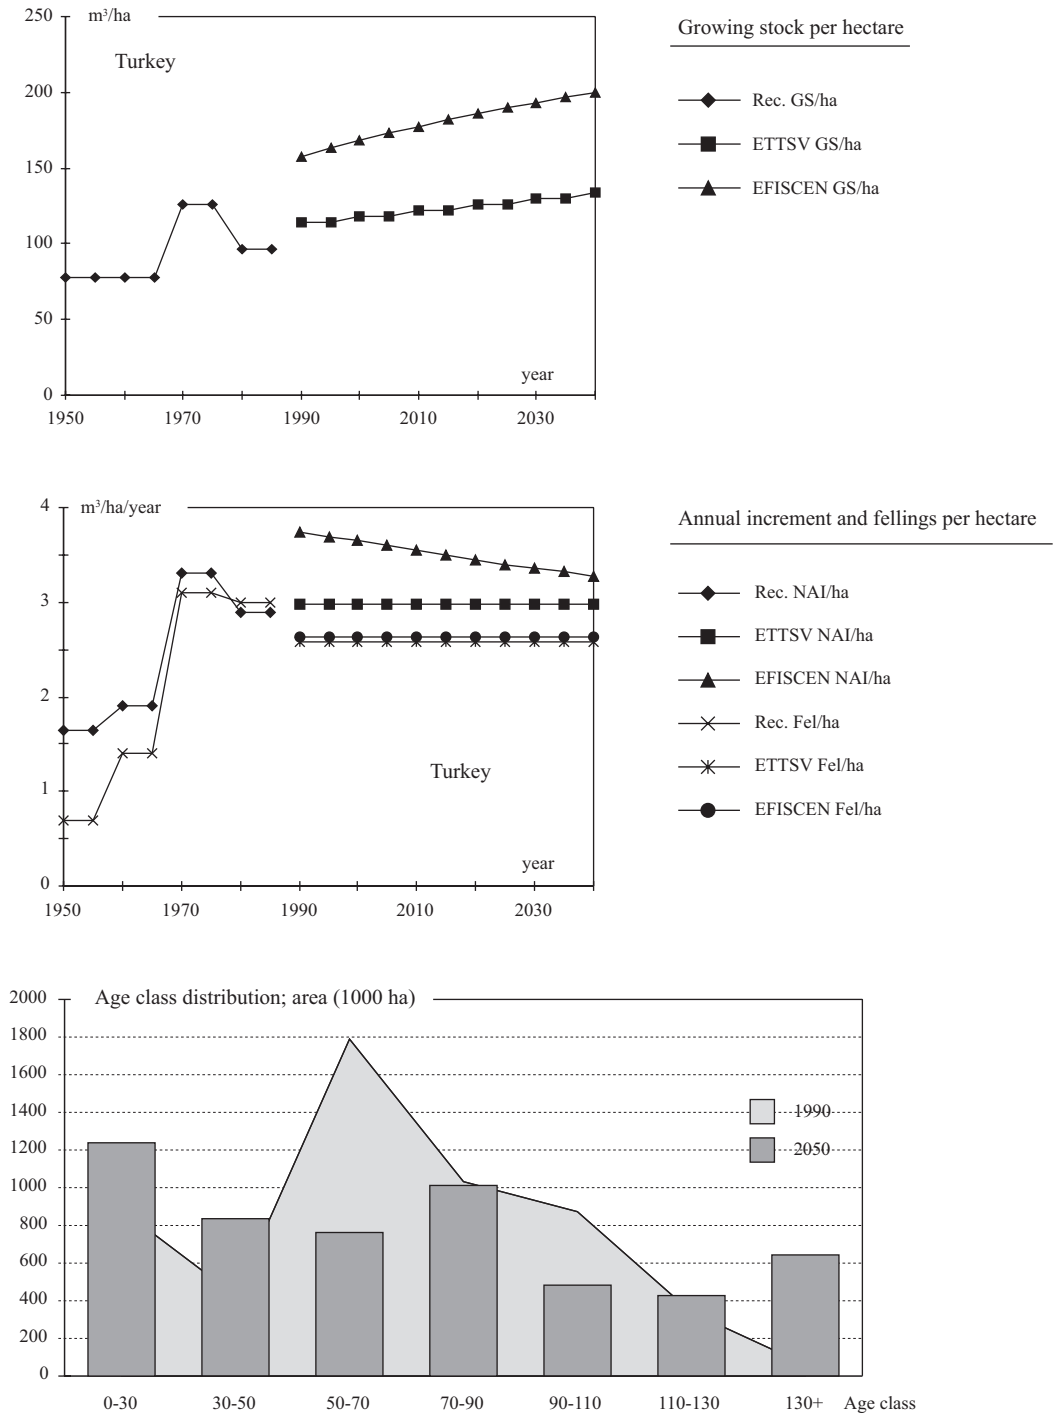 250
m³/ha
Growing stock per hectare
Turkey
200
Rec. GS/ha
ETTSV GS/ha
150
EFISCEN GS/ha
100
50
year
0
1950 1970 1990 2010 2030
4
m³/ha/year
Annual increment and fellings per hectare
3
Rec. NAI/ha
ETTSV NAI/ha
EFISCEN NAI/ha
2
Rec. Fel/ha
ETTSV Fel/ha
Turkey
1
EFISCEN Fel/ha
year
0
1950 1970 1990 2010 2030
2000
Age class distribution; area (1000 ha)
1800
1600
1400
1990
1200
2050
1000
800
600
400
200
0
0-30 30-50 50-70 70-90 90-110 110-130 130+ Age class